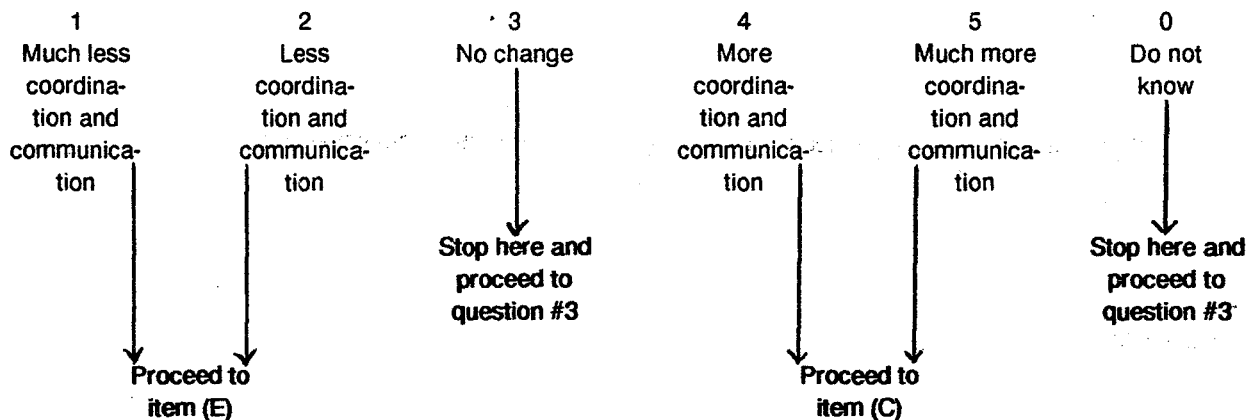 1
Much less
coordina-
tion and
communica-
tion
2
Less
coordina-
tion and
communica-
tion
3
No change
4
More
coordina-
tion and
communica-
tion
5
Much more
coordina-
tion and
communica-
tion
0
Do not
know
Proceed to
item (E)
Stop here and
proceed to
question #3
Proceed to
item (C)
Stop here and
proceed to
question #3